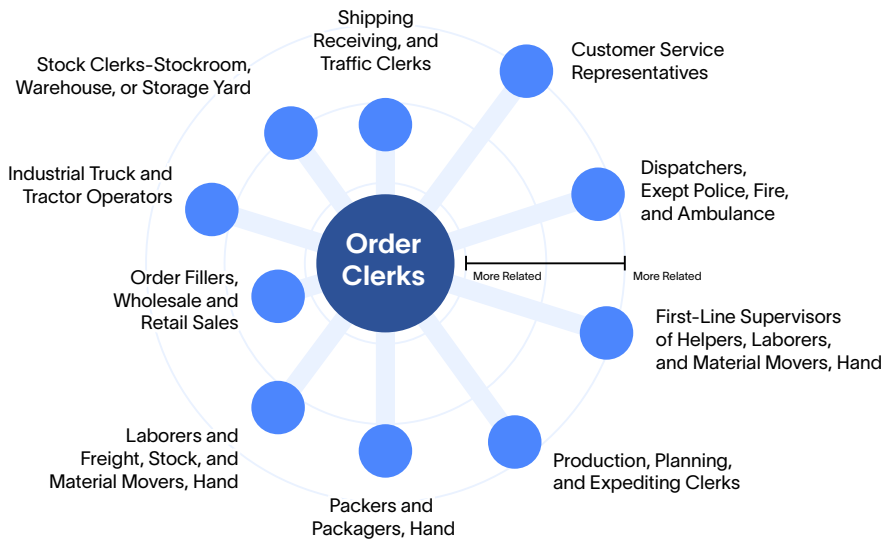 Shipping
Receiving, and
Traffic Clerks
Customer Service
Representatives
Stock Clerks-Stockroom,
Warehouse, or Storage Yard
Dispatchers,
Exept Police, Fire,
and Ambulance
Industrial Truck and
Tractor Operators
Order
Clerks
More Related
More Related
Order Fillers,
Wholesale and
Retail Sales
First-Line Supervisors
of Helpers, Laborers,
and Material Movers, Hand
Laborers and
Freight, Stock, and
Material Movers, Hand
Production, Planning,
and Expediting Clerks
Packers and
Packagers, Hand